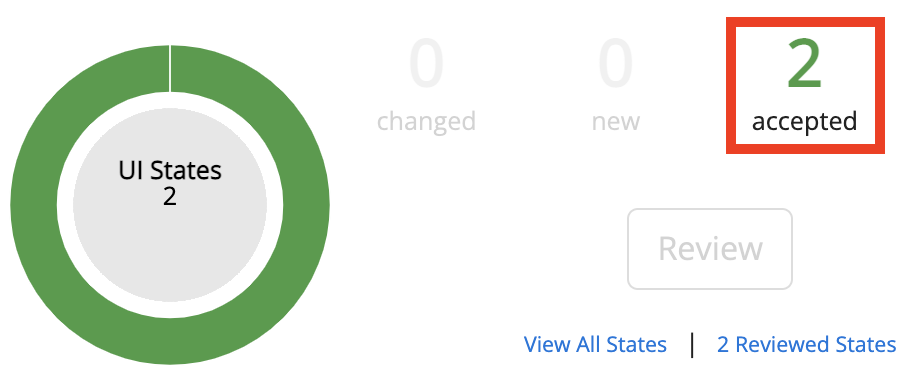 UI States
2
0
changed
0
new
2
accepted
Review
View All States | 2 Reviewed States